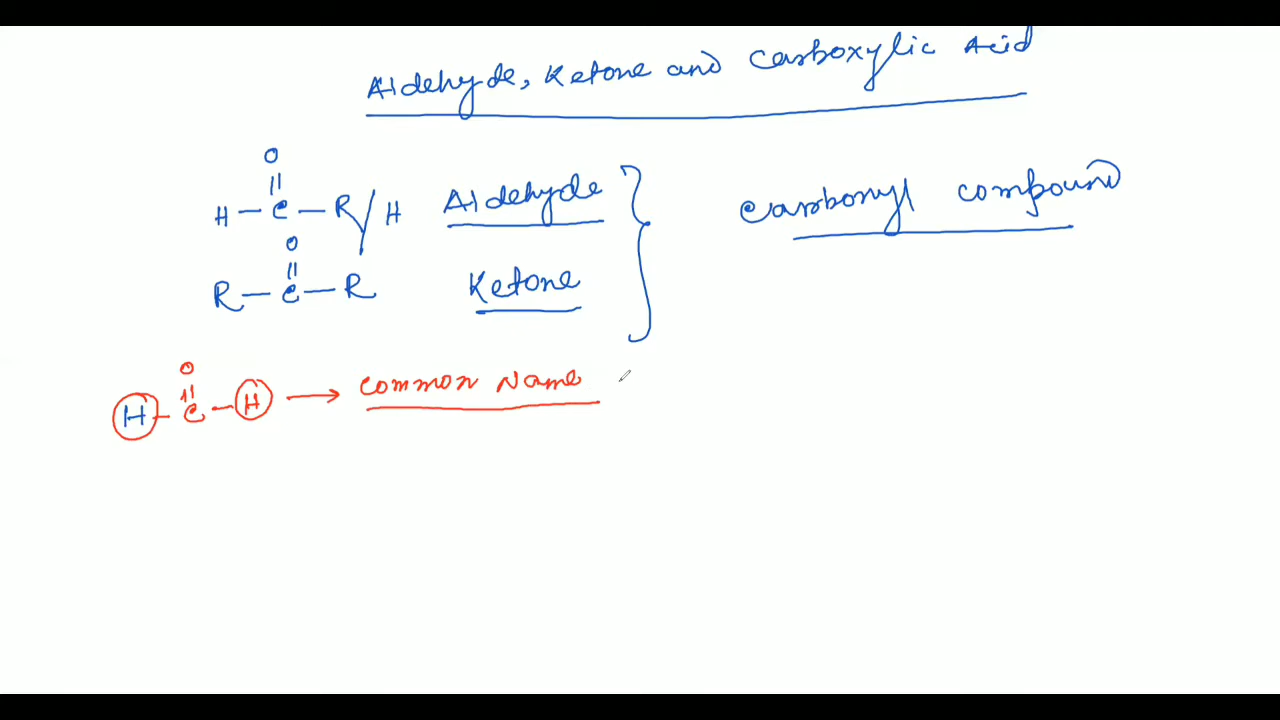 Aldehyde, Ketone and Carboxylic Acid
O
||
H — C — R / H Aldehyde
Carbonyl compound
O
||
R — C — R Ketone
O
||
H — C — H → Common Name